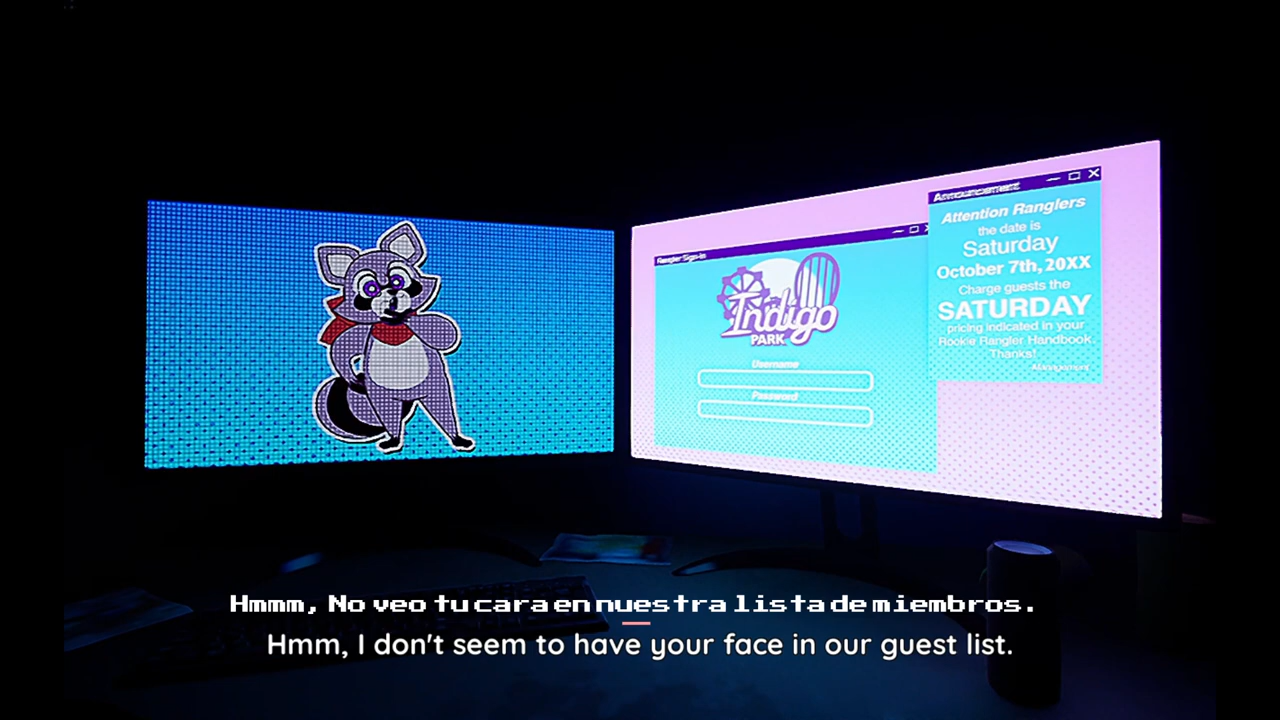 Announcement
Attention Ranglers
the date is
Saturday
October 7th, 20XX
Charge guests the
SATURDAY
pricing indicated in your
Rookie Rangler Handbook.
Thanks!
-Management
Rangler Sign-in
Indigo
PARK
Username
Password
Hmmm, No veo tu cara en nuestra lista de miembros.
Hmm, I don't seem to have your face in our guest list.